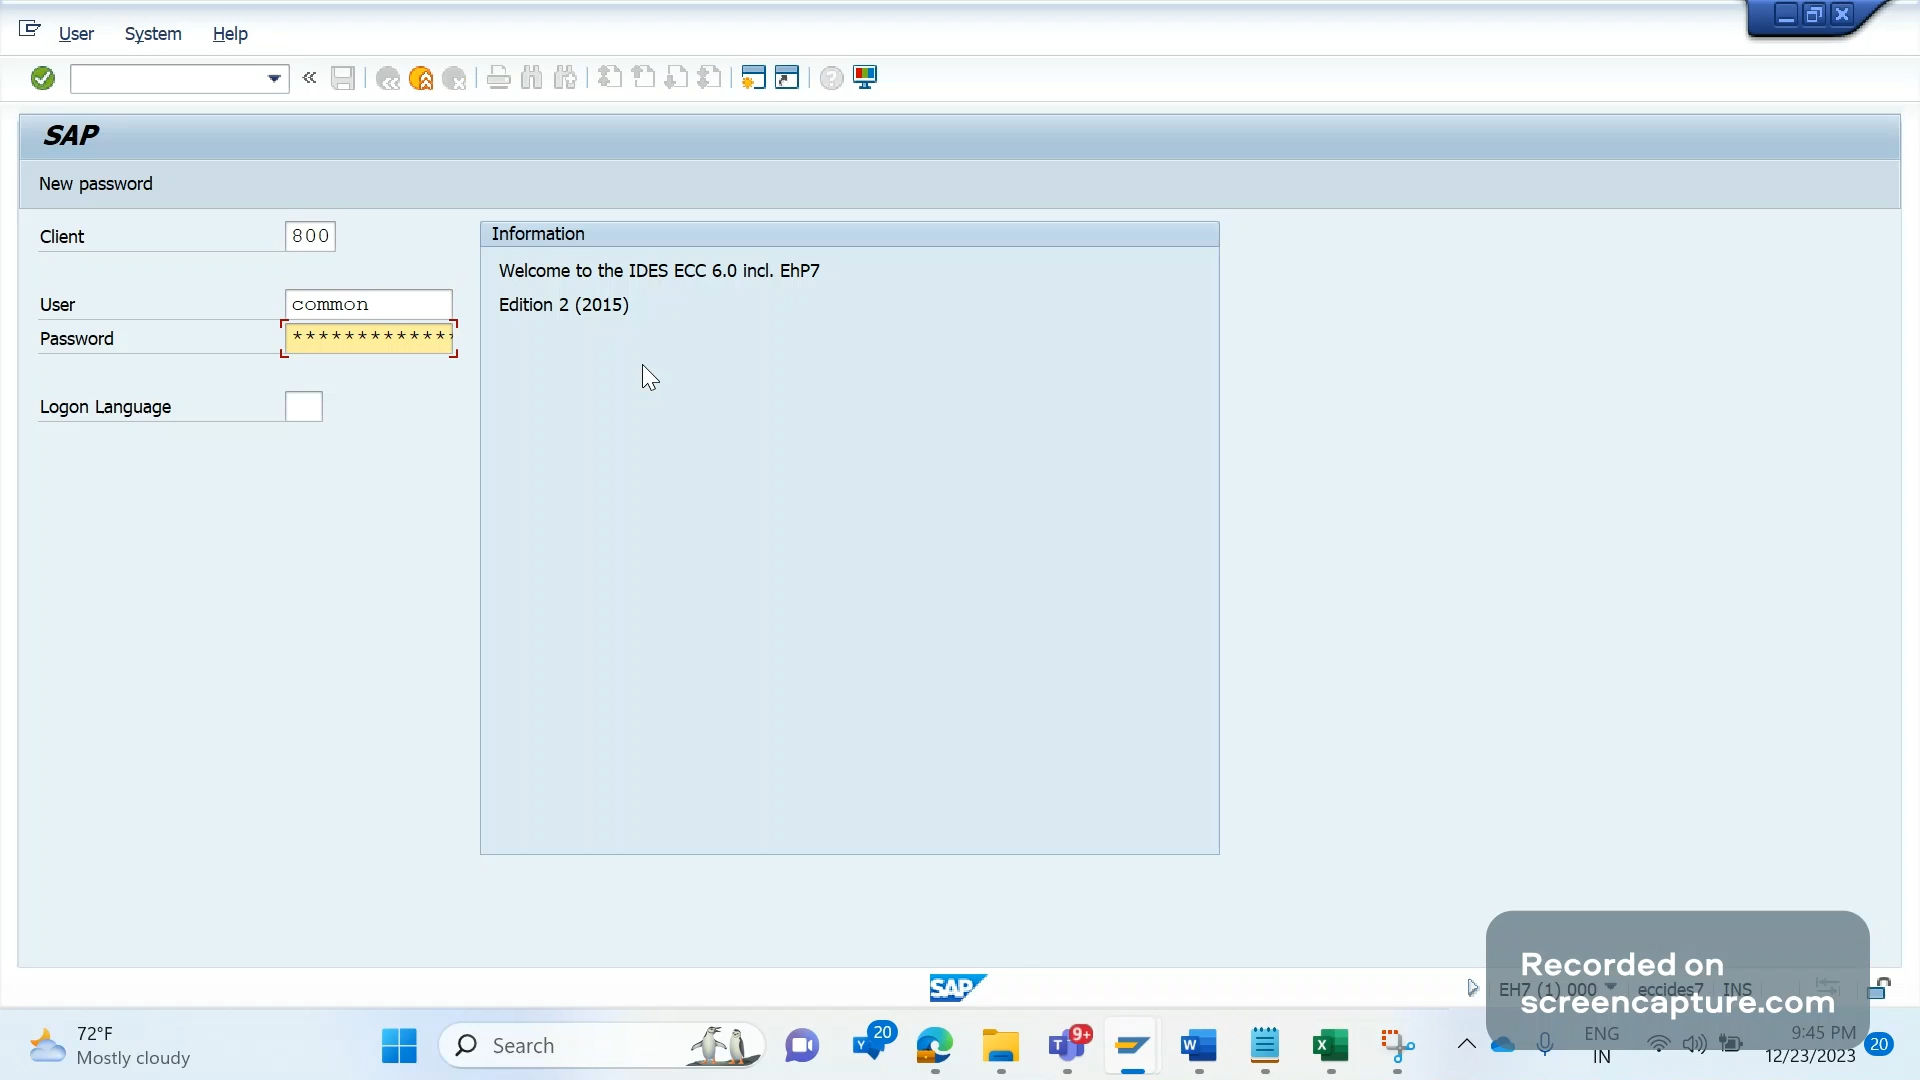 User System Help
SAP
New password
Client 800
User common
Password *************
Logon Language
Information
Welcome to the IDES ECC 6.0 incl. EhP7
Edition 2 (2015)
Recorded on
screencapture.com
SAP
EH7 (1) 000 eccides7 INS
72°F
Mostly cloudy
Search
20
9+
ENG
IN
9:45 PM
12/23/2023
20